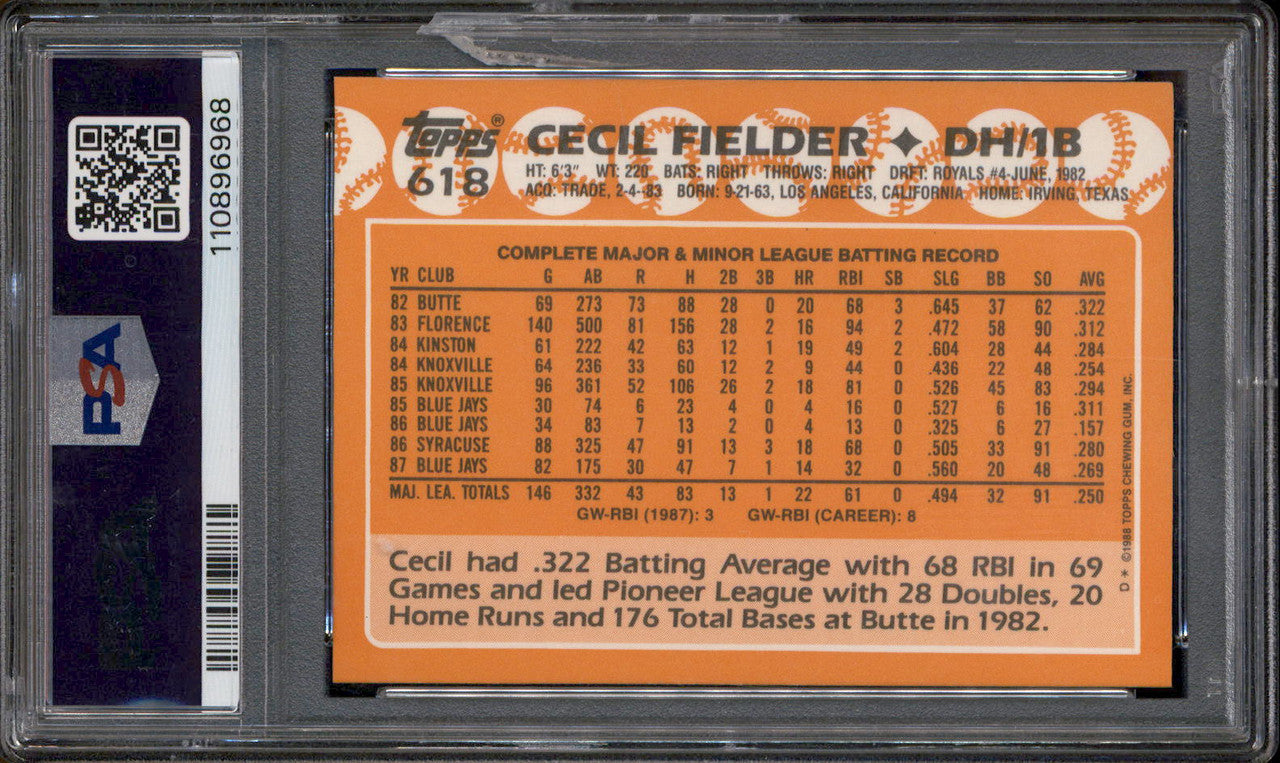 110896968
PSA
Topps® CECIL FIELDER ✦ DH/1B
618
HT: 6'3" WT: 220 BATS: RIGHT THROWS: RIGHT DRFT: ROYALS #4-JUNE, 1982
ACQ: TRADE, 2-4-83 BORN: 9-21-63, LOS ANGELES, CALIFORNIA HOME: IRVING, TEXAS
COMPLETE MAJOR & MINOR LEAGUE BATTING RECORD
YR CLUB G AB R H 2B 3B HR RBI SB SLG BB SO AVG
82 BUTTE 69 273 73 88 28 0 20 68 3 .645 37 62 .322
83 FLORENCE 140 500 81 156 28 2 16 94 2 .472 58 90 .312
84 KINSTON 61 222 42 63 12 1 19 49 2 .604 28 44 .284
84 KNOXVILLE 64 236 33 60 12 2 9 44 0 .436 22 48 .254
85 KNOXVILLE 96 361 52 106 26 2 18 81 0 .526 45 83 .294
85 BLUE JAYS 30 74 6 23 4 0 4 16 0 .527 6 16 .311
86 BLUE JAYS 34 83 7 13 2 0 4 13 0 .325 6 27 .157
86 SYRACUSE 88 325 47 91 13 3 18 68 0 .505 33 91 .280
87 BLUE JAYS 82 175 30 47 7 1 14 32 0 .560 20 48 .269
MAJ. LEA. TOTALS 146 332 43 83 13 1 22 61 0 .494 32 91 .250
GW-RBI (1987): 3 GW-RBI (CAREER): 8
Cecil had .322 Batting Average with 68 RBI in 69
Games and led Pioneer League with 28 Doubles, 20
Home Runs and 176 Total Bases at Butte in 1982.
D* ©1988 TOPPS CHEWING GUM, INC.